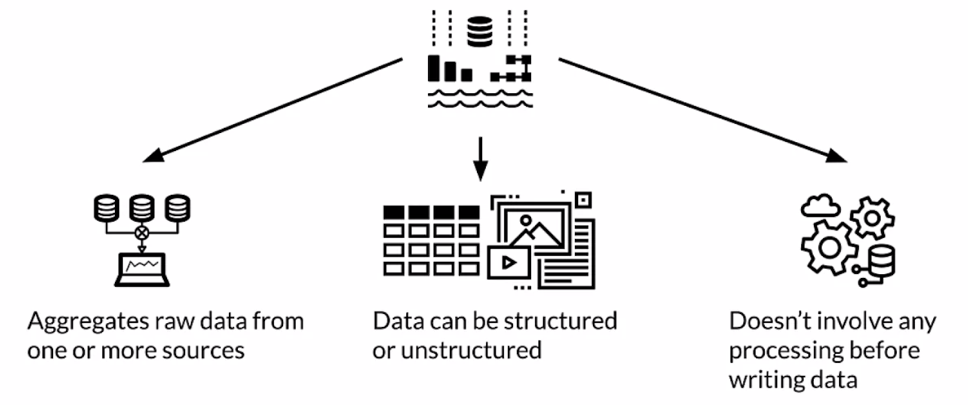 Aggregates raw data from
one or more sources
Data can be structured
or unstructured
Doesn't involve any
processing before
writing data